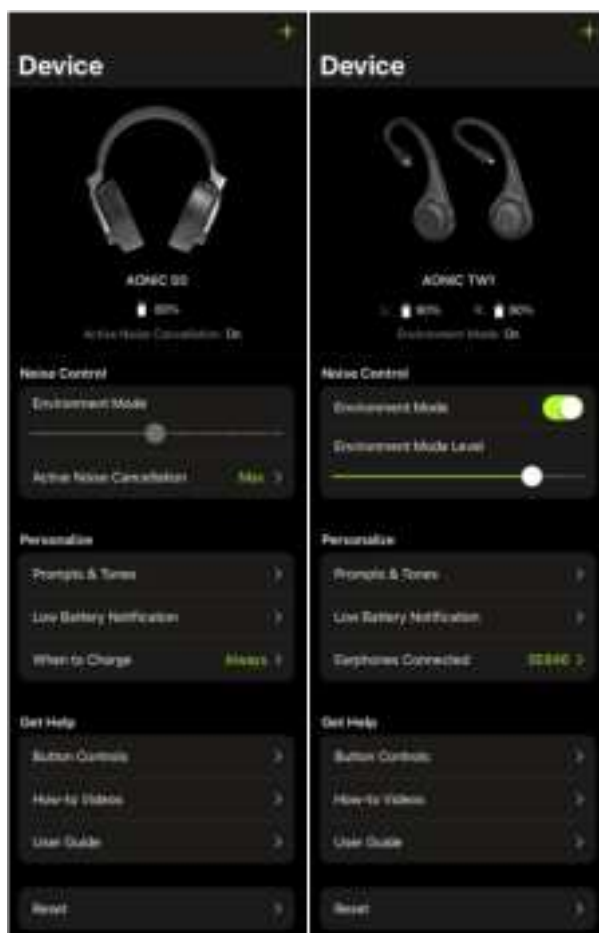 Device
AONIC 50
80%
Active Noise Cancellation: On
Noise Control
Environment Mode
Active Noise Cancellation Max
Personalize
Prompts & Tones
Low Battery Notification
When to Charge Always
Get Help
Button Controls
How-to Videos
User Guide
Reset
Device
AONIC TW1
L: 80% R: 80%
Environment Mode: On
Noise Control
Environment Mode
Environment Mode Level
Personalize
Prompts & Tones
Low Battery Notification
Earphones Connected
Get Help
Button Controls
How-to Videos
User Guide
Reset